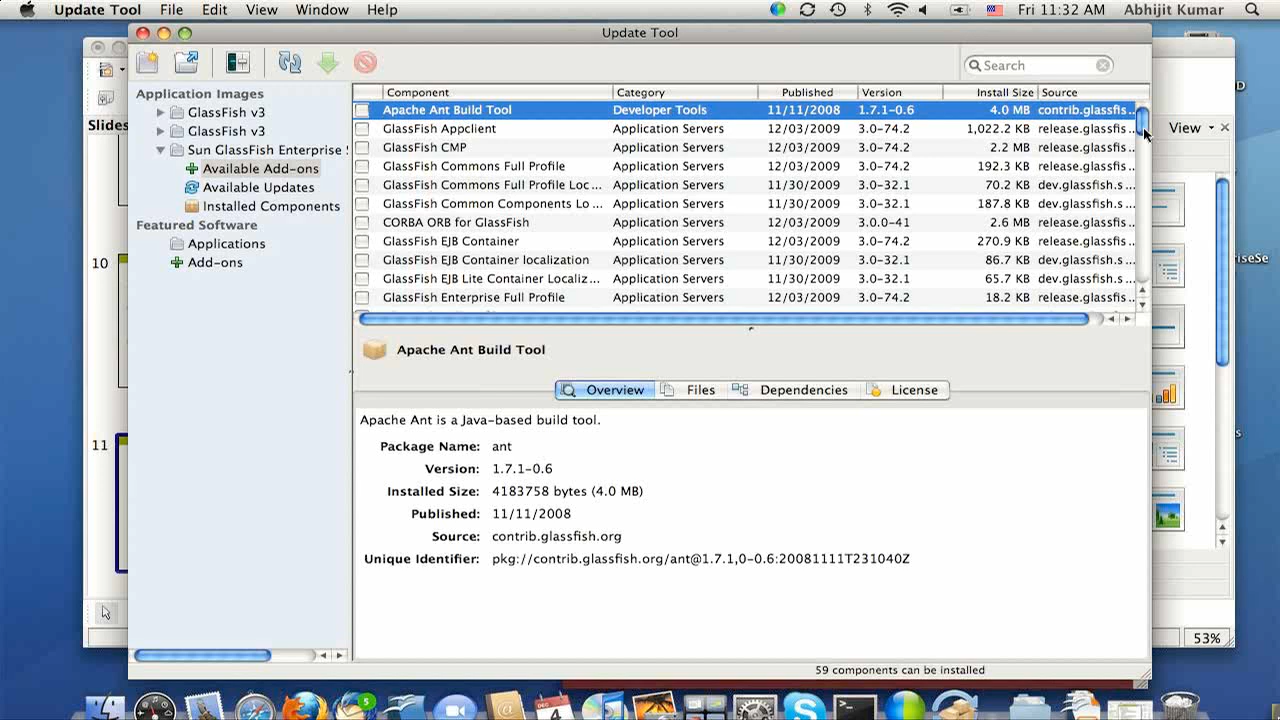 Update Tool File Edit View Window Help Fri 11:32 AM Abhijit Kumar
Update Tool
Search
Slides
View
10
11
53%
Application Images
GlassFish v3
GlassFish v3
Sun GlassFish Enterprise
Available Add-ons
Available Updates
Installed Components
Featured Software
Applications
Add-ons
Component Category Published Version Install Size Source
Apache Ant Build Tool Developer Tools 11/11/2008 1.7.1-0.6 4.0 MB contrib.glassfis...
GlassFish Appclient Application Servers 12/03/2009 3.0-74.2 1,022.2 KB release.glassfis...
GlassFish CMP Application Servers 12/03/2009 3.0-74.2 2.2 MB release.glassfis...
GlassFish Commons Full Profile Application Servers 12/03/2009 3.0-74.2 192.3 KB release.glassfis...
GlassFish Commons Full Profile Loc... Application Servers 11/30/2009 3.0-32.1 70.2 KB dev.glassfish.s...
GlassFish Common Components Lo... Application Servers 11/30/2009 3.0-32.1 187.8 KB dev.glassfish.s...
CORBA ORB for GlassFish Application Servers 12/03/2009 3.0.0-41 2.6 MB release.glassfis...
GlassFish EJB Container Application Servers 12/03/2009 3.0-74.2 270.9 KB release.glassfis...
GlassFish EJB Container localization Application Servers 11/30/2009 3.0-32.1 86.7 KB dev.glassfish.s...
GlassFish EJB Container localiz... Application Servers 11/30/2009 3.0-32.1 65.7 KB dev.glassfish.s...
GlassFish Enterprise Full Profile Application Servers 12/03/2009 3.0-74.2 18.2 KB release.glassfis...
Apache Ant Build Tool
Overview Files Dependencies License
Apache Ant is a Java-based build tool.
Package Name: ant
Version: 1.7.1-0.6
Installed Size: 4183758 bytes (4.0 MB)
Published: 11/11/2008
Source: contrib.glassfish.org
Unique Identifier: pkg://contrib.glassfish.org/ant@1.7.1,0-0.6:20081111T231040Z
59 components can be installed
5